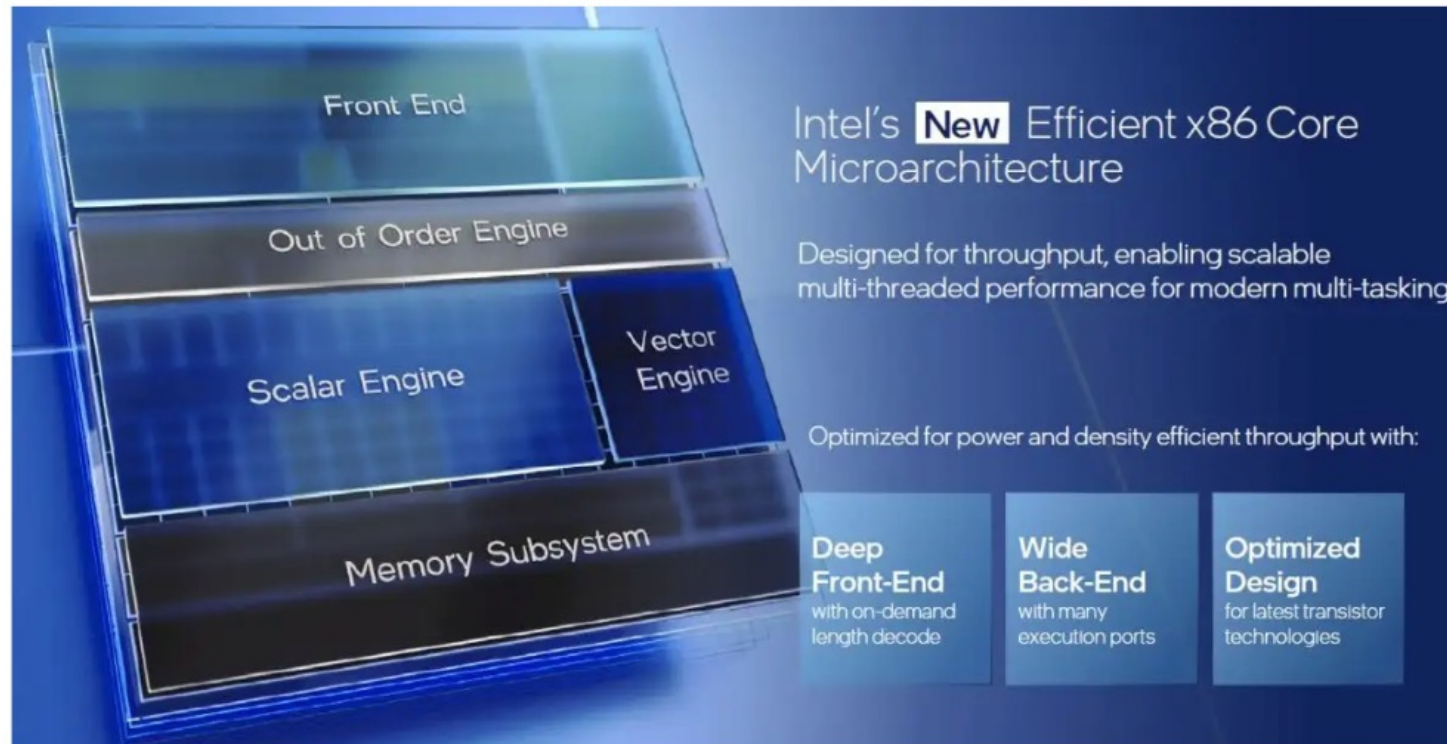 Front End
Out of Order Engine
Scalar Engine
Vector
Engine
Memory Subsystem
Intel's New Efficient x86 Core
Microarchitecture
Designed for throughput, enabling scalable
multi-threaded performance for modern multi-tasking
Optimized for power and density efficient throughput with:
Deep
Front-End
with on-demand
length decode
Wide
Back-End
with many
execution ports
Optimized
Design
for latest transistor
technologies